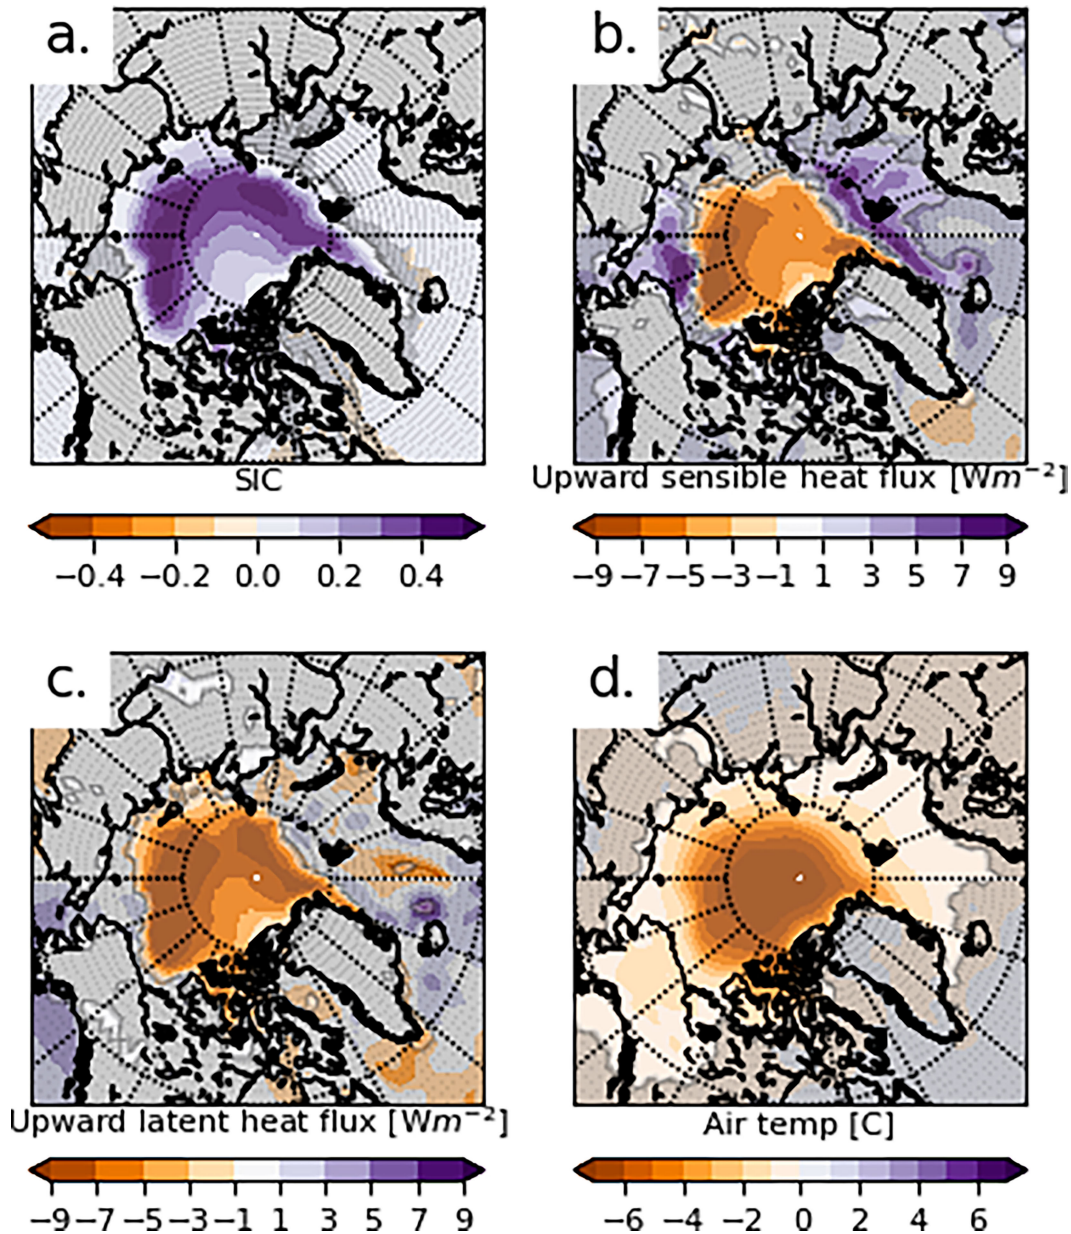 a.
b.
SIC
Upward sensible heat flux [Wm⁻²]
−0.4 −0.2 0.0 0.2 0.4
−9 −7 −5 −3 −1 1 3 5 7 9
c.
d.
Upward latent heat flux [Wm⁻²]
Air temp [C]
−9 −7 −5 −3 −1 1 3 5 7 9
−6 −4 −2 0 2 4 6